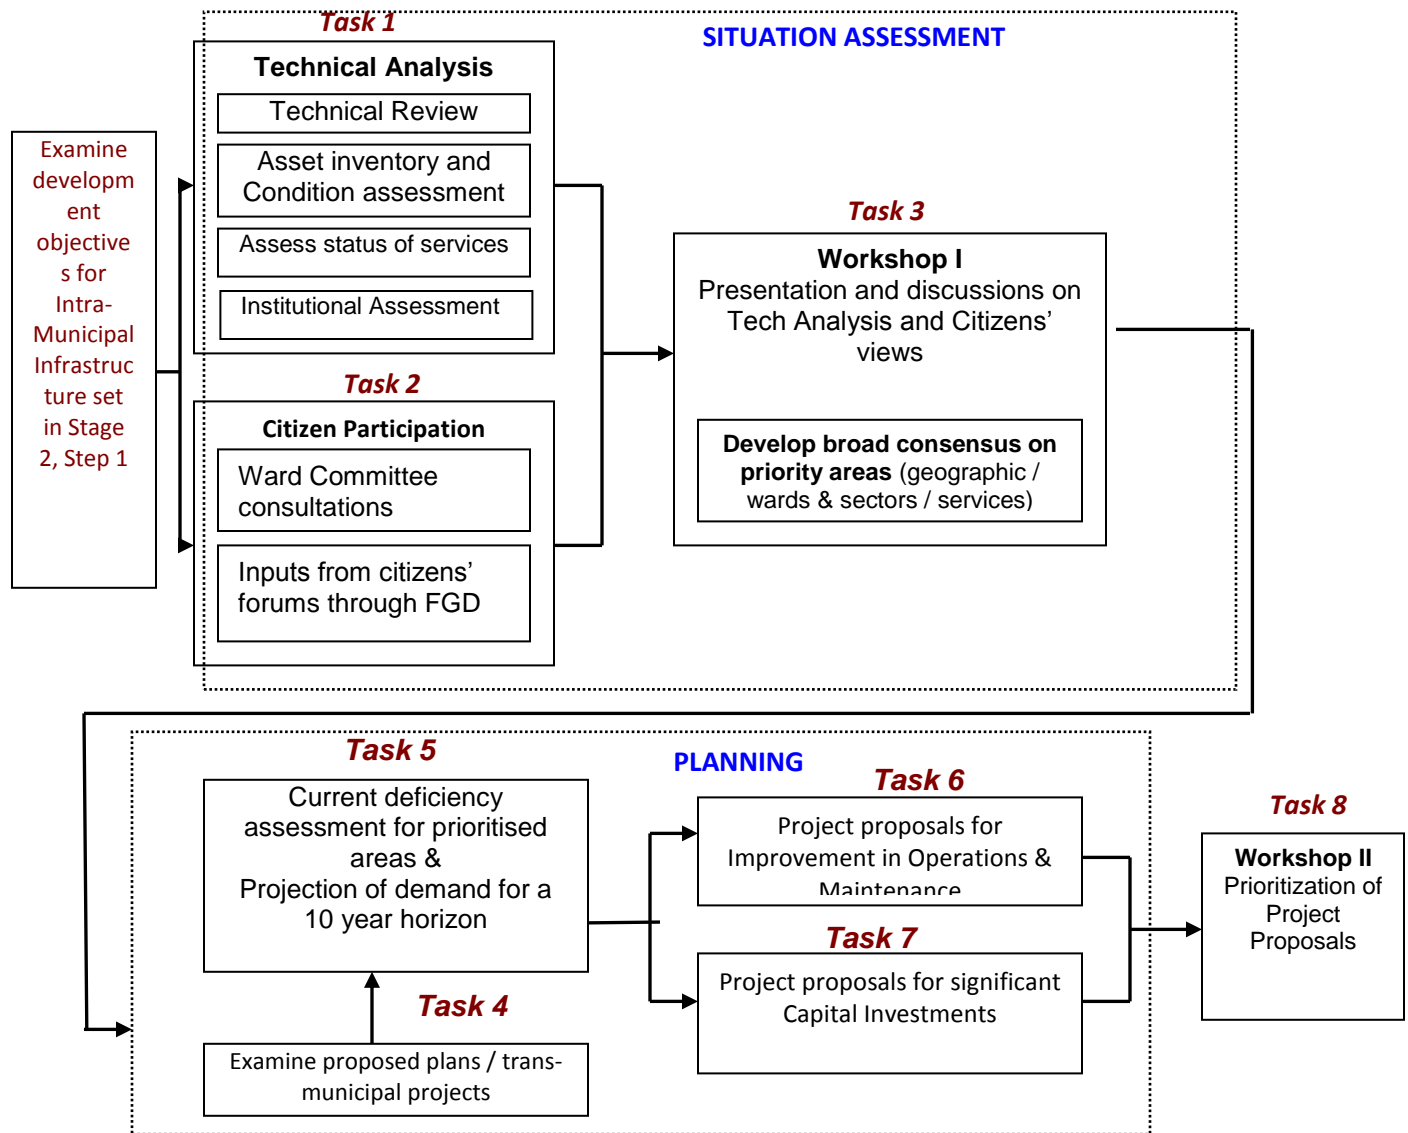 Task 1
SITUATION ASSESSMENT
Technical Analysis
Technical Review
Asset inventory and
Condition assessment
Assess status of services
Institutional Assessment
Examine
developm
ent
objective
s for
Intra-
Municipal
Infrastruc
ture set
in Stage
2, Step 1
Task 2
Citizen Participation
Ward Committee
consultations
Inputs from citizens’
forums through FGD
Task 3
Workshop I
Presentation and discussions on
Tech Analysis and Citizens’
views
Develop broad consensus on
priority areas (geographic /
wards & sectors / services)
PLANNING
Task 5
Current deficiency
assessment for prioritised
areas &
Projection of demand for a
10 year horizon
Task 4
Examine proposed plans / trans-
municipal projects
Task 6
Project proposals for
Improvement in Operations &
Maintenance
Task 7
Project proposals for significant
Capital Investments
Task 8
Workshop II
Prioritization of
Project
Proposals